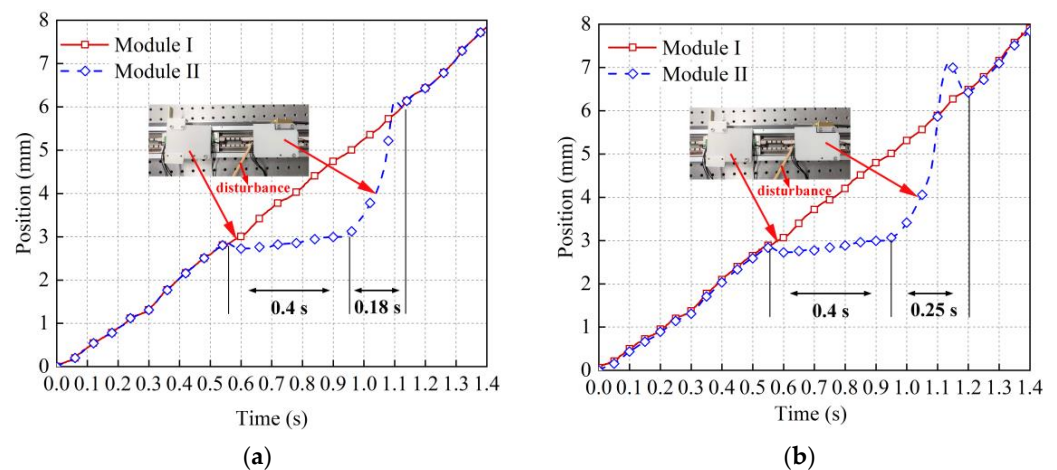 8
7
6
5
4
3
2
1
0
Position (mm)
Module I
Module II
disturbance
0.4 s
0.18 s
0.0 0.1 0.2 0.3 0.4 0.5 0.6 0.7 0.8 0.9 1.0 1.1 1.2 1.3 1.4
Time (s)
(a)
8
7
6
5
4
3
2
1
0
Position (mm)
Module I
Module II
disturbance
0.4 s
0.25 s
0.0 0.1 0.2 0.3 0.4 0.5 0.6 0.7 0.8 0.9 1.0 1.1 1.2 1.3 1.4
Time (s)
(b)